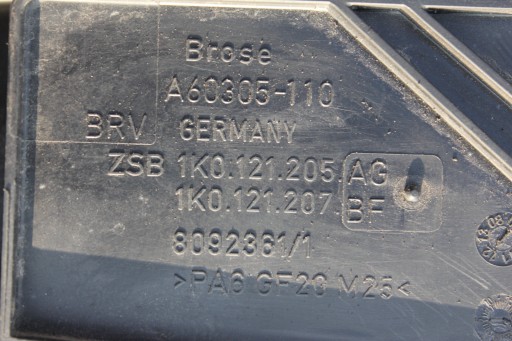 Brose
A60305-110
BRV GERMANY
ZSB 1K0.121.205 AG
1K0.121.207 BF
8092361/1
>PA6 GF20 M25<